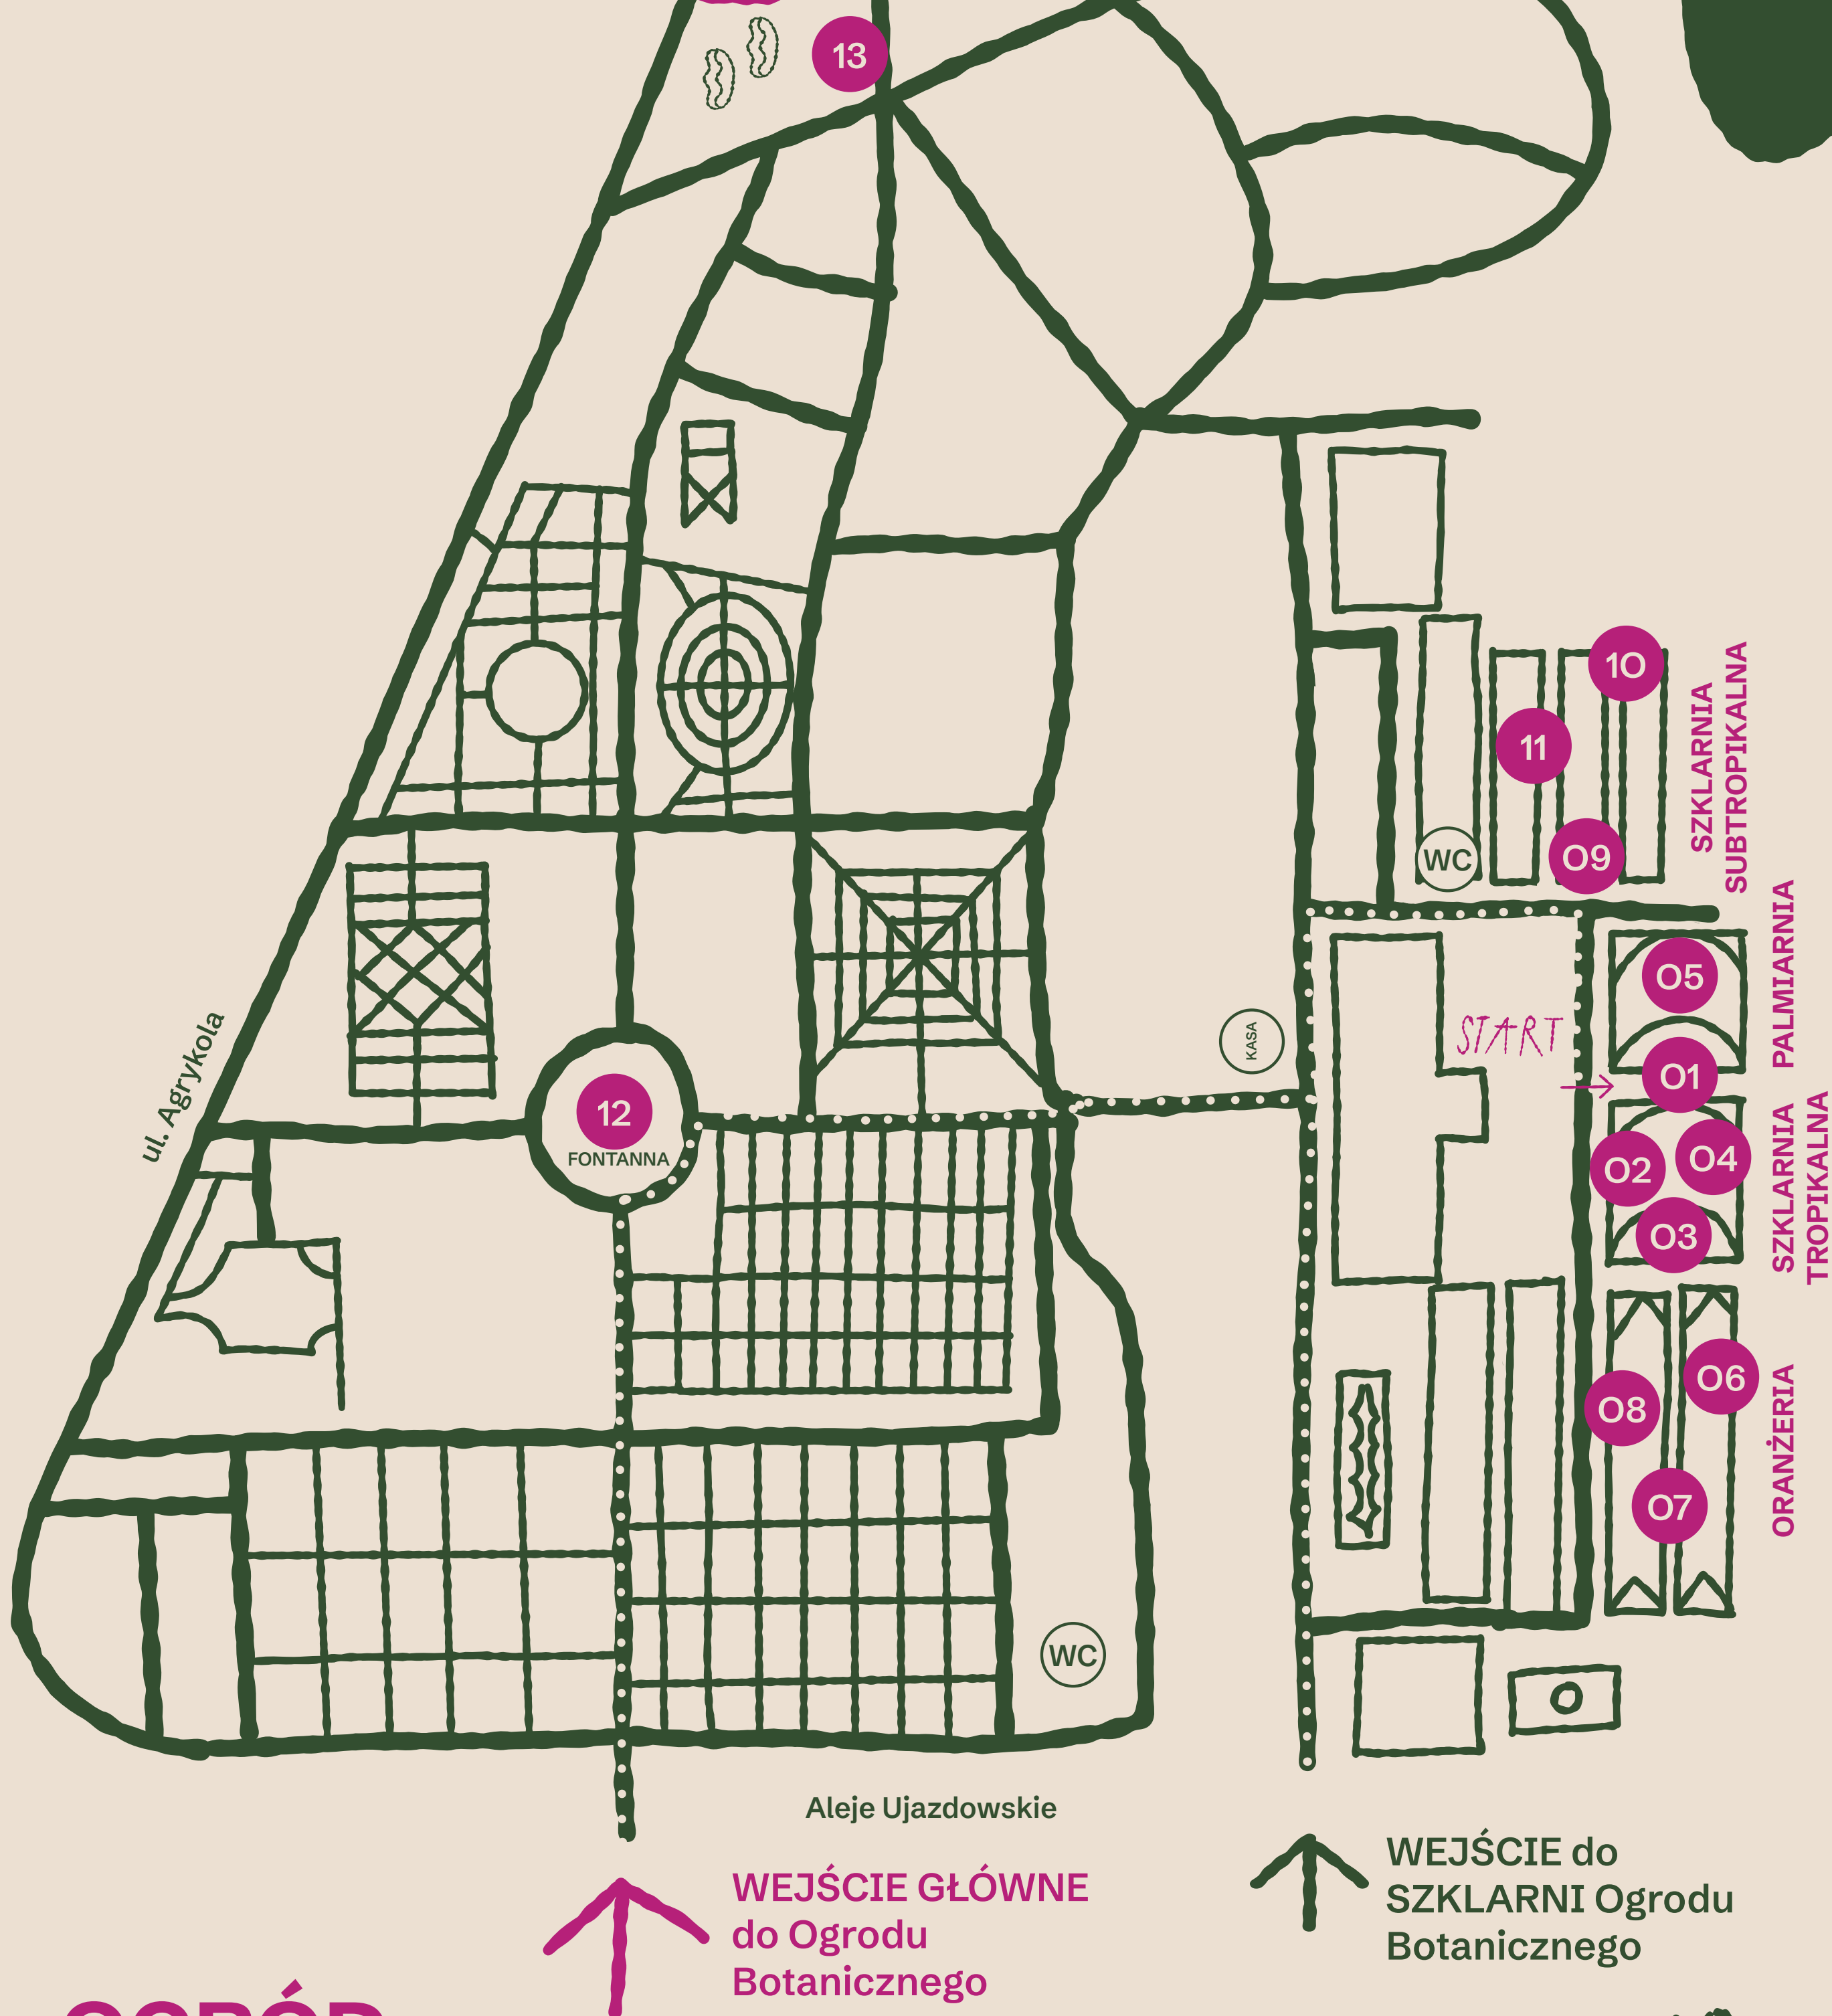 13
10
11
WC
09
SZKLARNIA
SUBTROPIKALNA
05
PALMIARNIA
START
KASA
01
ul. Agrykola
12
FONTANNA
02
04
03
SZKLARNIA
TROPIKALNA
06
08
07
ORANŻERIA
WC
Aleje Ujazdowskie
WEJŚCIE GŁÓWNE
do Ogrodu
Botanicznego
WEJŚCIE do
SZKLARNI Ogrodu
Botanicznego